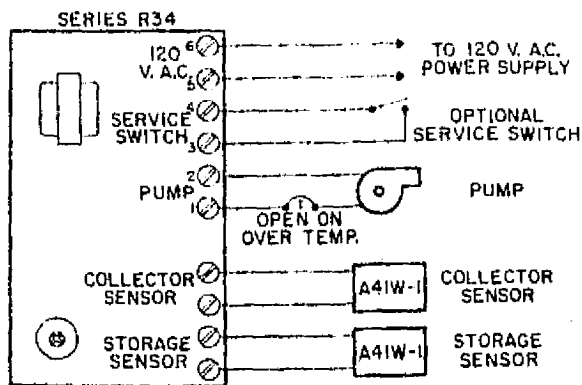 SERIES R34
120
V. A.C.
6
5
TO 120 V. A.C.
POWER SUPPLY
SERVICE
SWITCH
4
3
OPTIONAL
SERVICE SWITCH
PUMP
2
1
PUMP
OPEN ON
OVER TEMP.
COLLECTOR
SENSOR
A41W-1
COLLECTOR
SENSOR
STORAGE
SENSOR
A41W-1
STORAGE
SENSOR